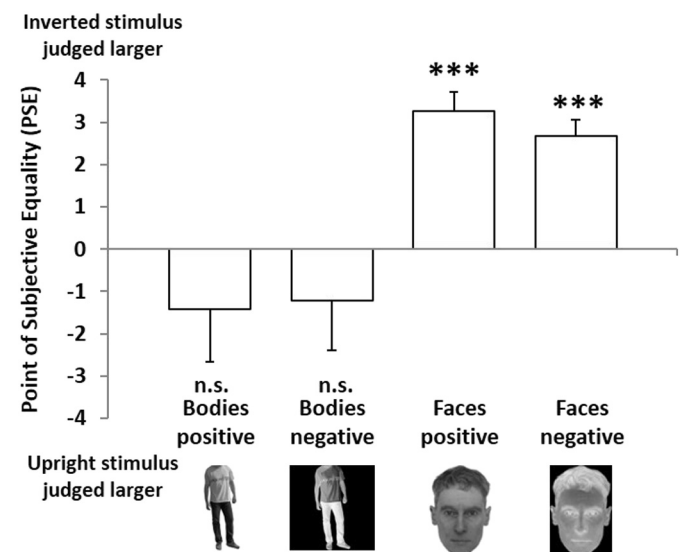 Inverted stimulus
judged larger
Point of Subjective Equality (PSE)
4
3
2
1
0
-1
-2
-3
-4
***
***
n.s.
n.s.
Bodies
positive
Bodies
negative
Faces
positive
Faces
negative
Upright stimulus
judged larger